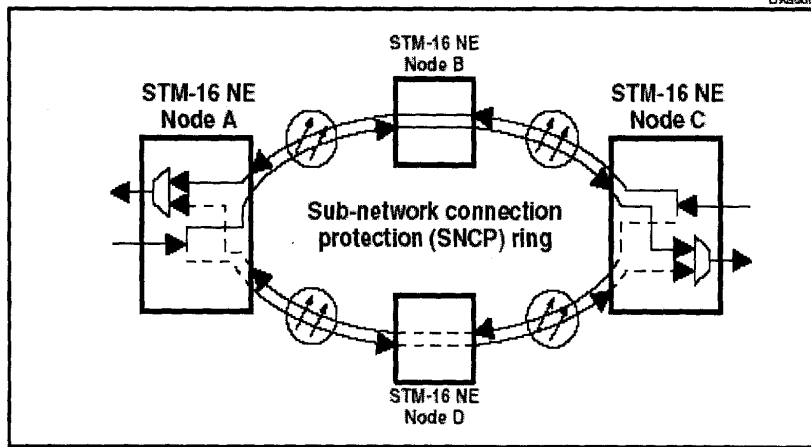 STM-16 NE
Node B
STM-16 NE
Node A
STM-16 NE
Node C
Sub-network connection
protection (SNCP) ring
STM-16 NE
Node D